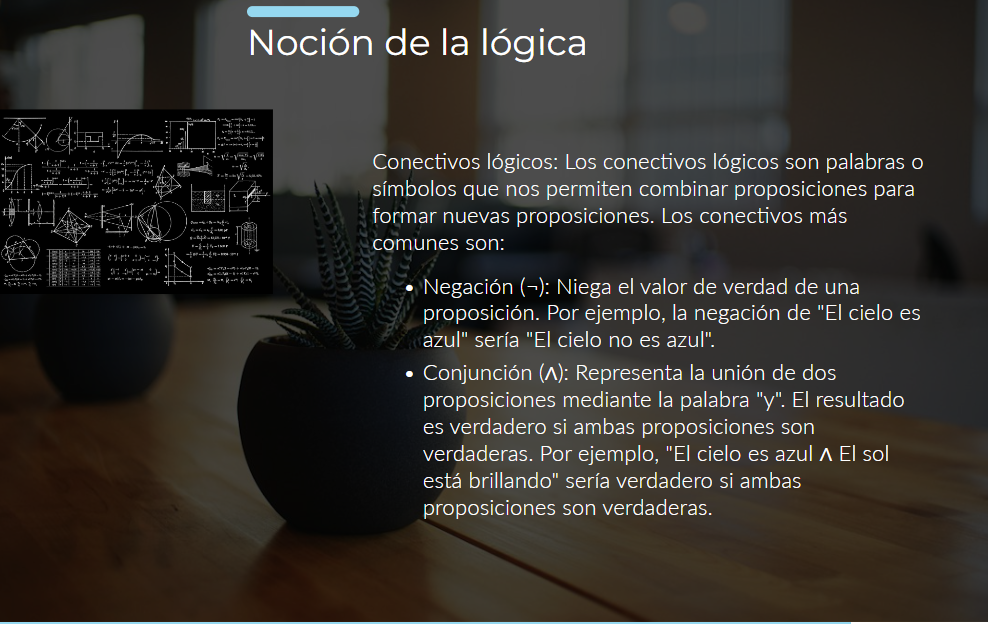 Noción de la lógica
Conectivos lógicos: Los conectivos lógicos son palabras o
símbolos que nos permiten combinar proposiciones para
formar nuevas proposiciones. Los conectivos más
comunes son:
• Negación (¬): Niega el valor de verdad de una
proposición. Por ejemplo, la negación de "El cielo es
azul" sería "El cielo no es azul".
• Conjunción (∧): Representa la unión de dos
proposiciones mediante la palabra "y". El resultado
es verdadero si ambas proposiciones son
verdaderas. Por ejemplo, "El cielo es azul ∧ El sol
está brillando" sería verdadero si ambas
proposiciones son verdaderas.